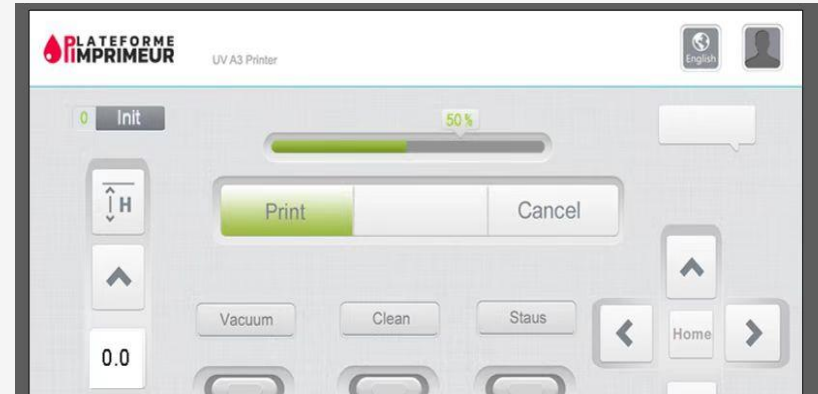 PLATEFORME
IMPRIMEUR
UV A3 Printer
English
0 Init
50%
H
Print Cancel
Vacuum Clean Staus
Home
0.0